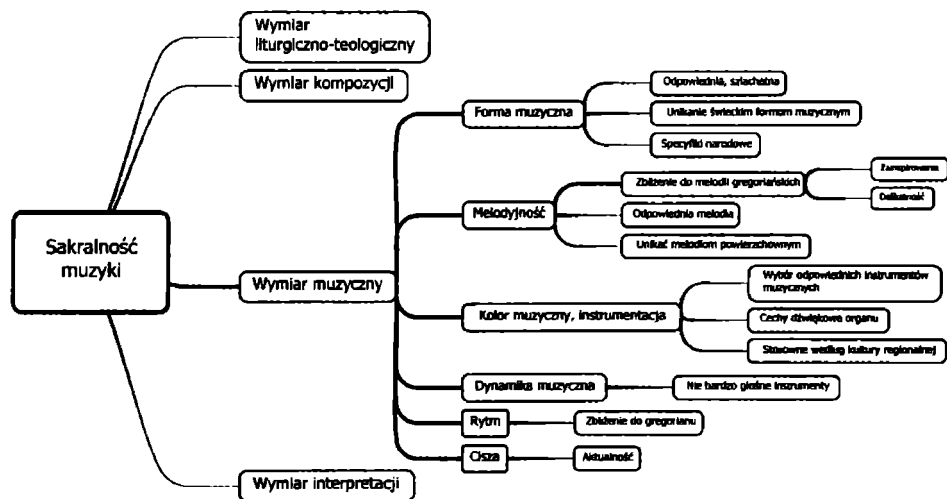 Sakralność
muzyki
Wymiar
liturgiczno-teologiczny
Wymiar kompozycji
Wymiar muzyczny
Wymiar interpretacji
Forma muzyczna
Odpowiednia, szlachetna
Unikanie świeckim formom muzycznym
Specyfiki narodowe
Melodyjność
Zbliżenie do melodii gregoriańskich
Zainspirowanie
Delikatność
Odpowiednia melodia
Unikać melodiom powierzchownym
Kolor muzyczny, instrumentacja
Wybór odpowiednich instrumentów
muzycznych
Cechy dźwiękowe organu
Stosowne według kultury regionalnej
Dynamika muzyczna
Nie bardzo głośne instrumenty
Rytm
Zbliżenie do gregorianu
Cisza
Aktualność